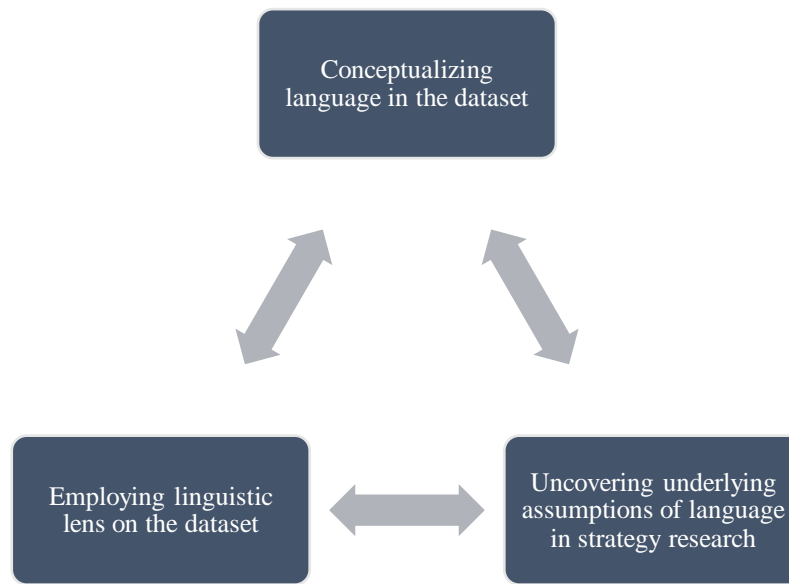 Conceptualizing
language in the dataset
Employing linguistic
lens on the dataset
Uncovering underlying
assumptions of language
in strategy research